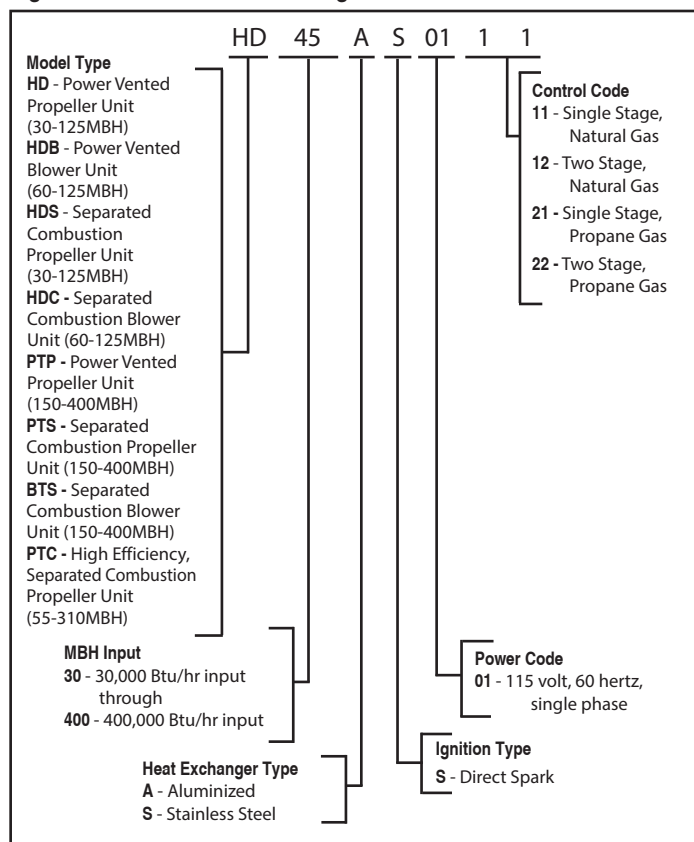 HD 45 A S 01 1 1
Model Type
HD - Power Vented
Propeller Unit
(30-125MBH)
HDB - Power Vented
Blower Unit
(60-125MBH)
HDS - Separated
Combustion
Propeller Unit
(30-125MBH)
HDC - Separated
Combustion Blower
Unit (60-125MBH)
PTP - Power Vented
Propeller Unit
(150-400MBH)
PTS - Separated
Combustion Propeller
Unit (150-400MBH)
BTS - Separated
Combustion Blower
Unit (150-400MBH)
PTC - High Efficiency,
Separated Combustion
Propeller Unit
(55-310MBH)
MBH Input
30 - 30,000 Btu/hr input
through
400 - 400,000 Btu/hr input
Heat Exchanger Type
A - Aluminized
S - Stainless Steel
Control Code
11 - Single Stage,
Natural Gas
12 - Two Stage,
Natural Gas
21 - Single Stage,
Propane Gas
22 - Two Stage,
Propane Gas
Power Code
01 - 115 volt, 60 hertz,
single phase
Ignition Type
S - Direct Spark